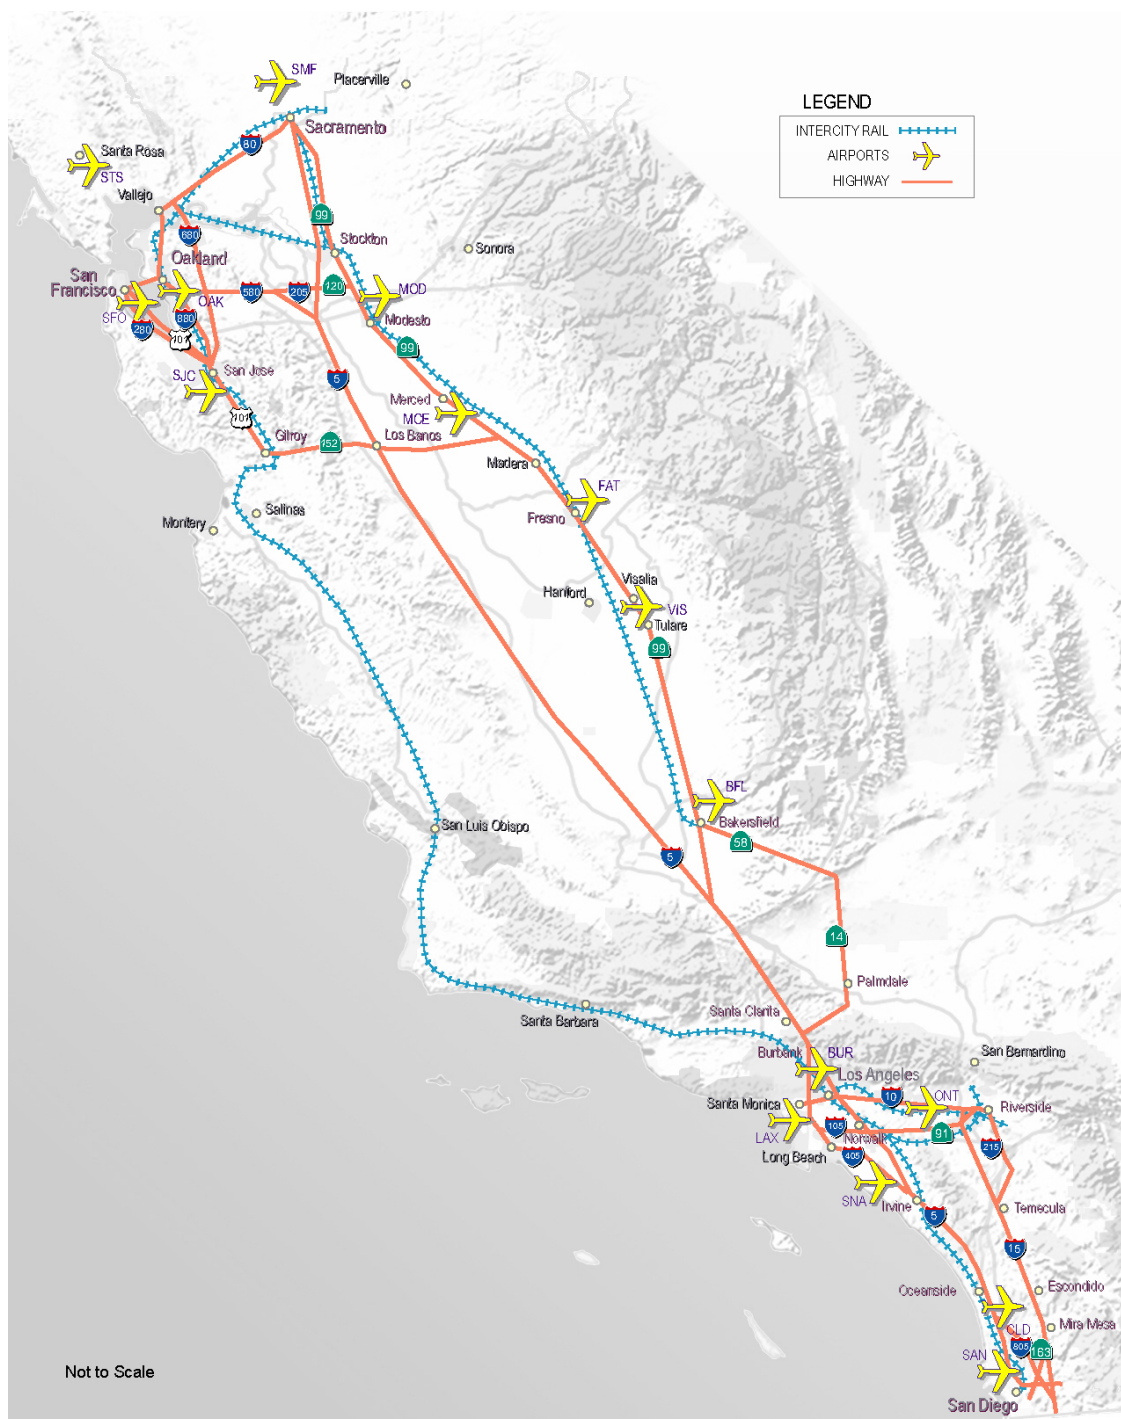 SMF
Placerville
LEGEND
INTERCITY RAIL
AIRPORTS
HIGHWAY
Sacramento
80
Santa Rosa
STS
Vallejo
99
680
Stockton
Sonora
Oakland
San
Francisco
OAK
580
205
120
MOD
SFO
880
280
101
Modesto
99
San Jose
SJC
5
Merced
MCE
101
Gilroy
152
Los Banos
Madera
FAT
Fresno
Salinas
Montery
Visalia
Hanford
VIS
Tulare
99
BFL
Bakersfield
San Luis Obispo
58
5
14
Palmdale
Santa Clarita
Santa Barbara
Burbank
BUR
San Bernardino
Los Angeles
Santa Monica
10
ONT
Riverside
LAX
105
Norwalk
91
215
Long Beach
405
SNA
Irvine
5
Temecula
15
Oceanside
Escondido
CLD
Mira Mesa
805
163
SAN
Not to Scale
San Diego